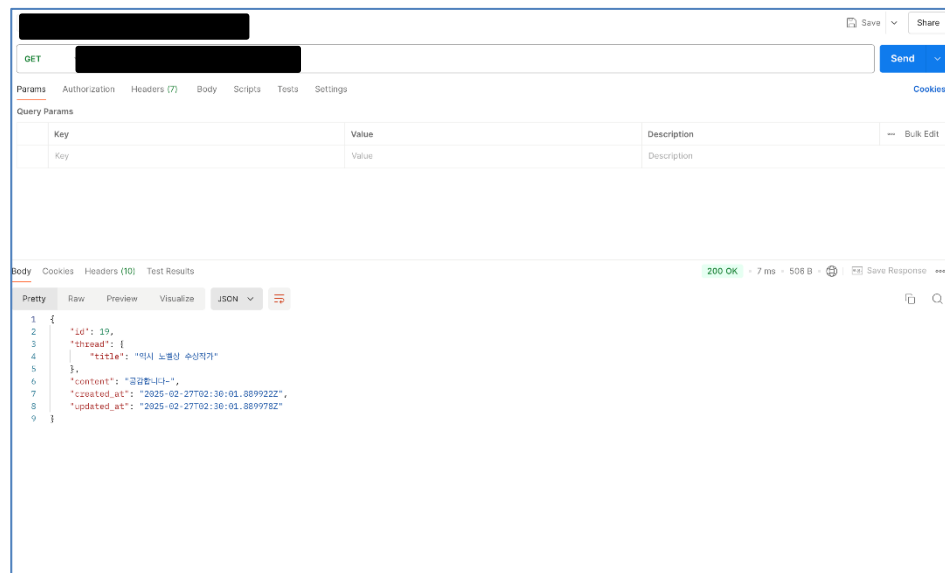 Save
Share
GET
Send
Params Authorization Headers (7) Body Scripts Tests Settings
Cookies
Query Params
Key Value Description Bulk Edit
Key Value Description
Body Cookies Headers (10) Test Results
200 OK 7 ms 506 B Save Response
Pretty Raw Preview Visualize JSON
1 {
2 "id": 19,
3 "thread": {
4 "title": "역시 노벨상 수상작가"
5 },
6 "content": "공감합니다~",
7 "created_at": "2025-02-27T02:30:01.889922Z",
8 "updated_at": "2025-02-27T02:30:01.889978Z"
9 }